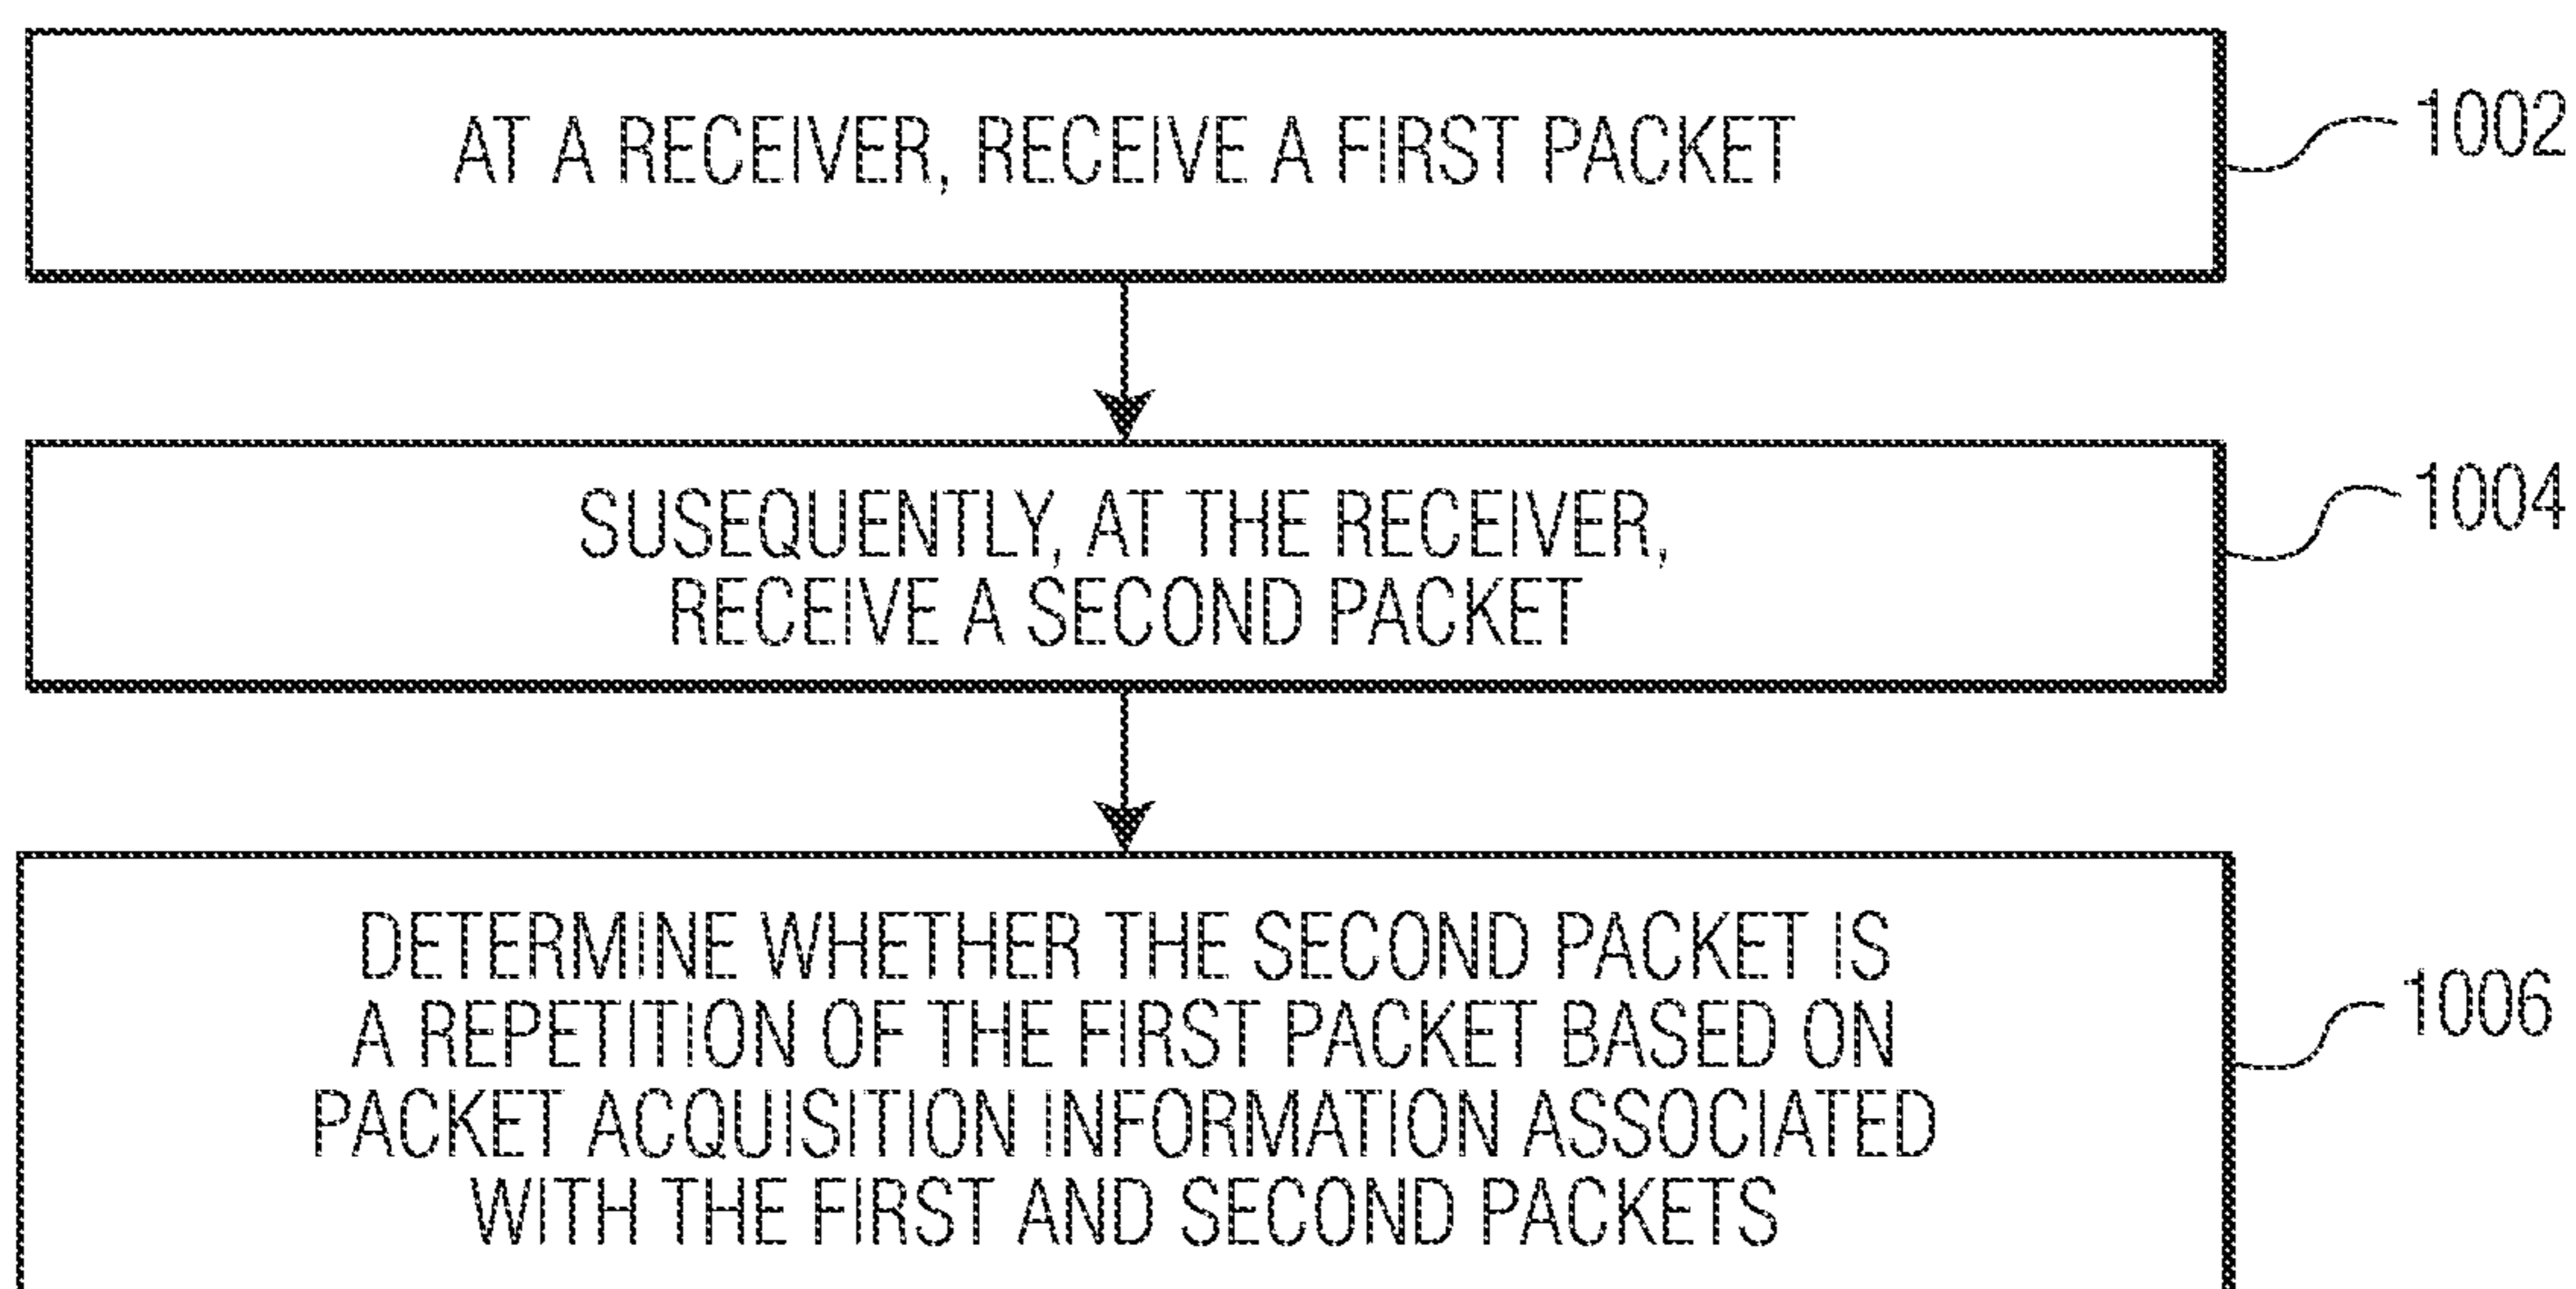 AT A RECEIVER, RECEIVE A FIRST PACKET
1002
SUSEQUENTLY, AT THE RECEIVER,
RECEIVE A SECOND PACKET
1004
DETERMINE WHETHER THE SECOND PACKET IS
A REPETITION OF THE FIRST PACKET BASED ON
PACKET ACQUISITION INFORMATION ASSOCIATED
WITH THE FIRST AND SECOND PACKETS
1006